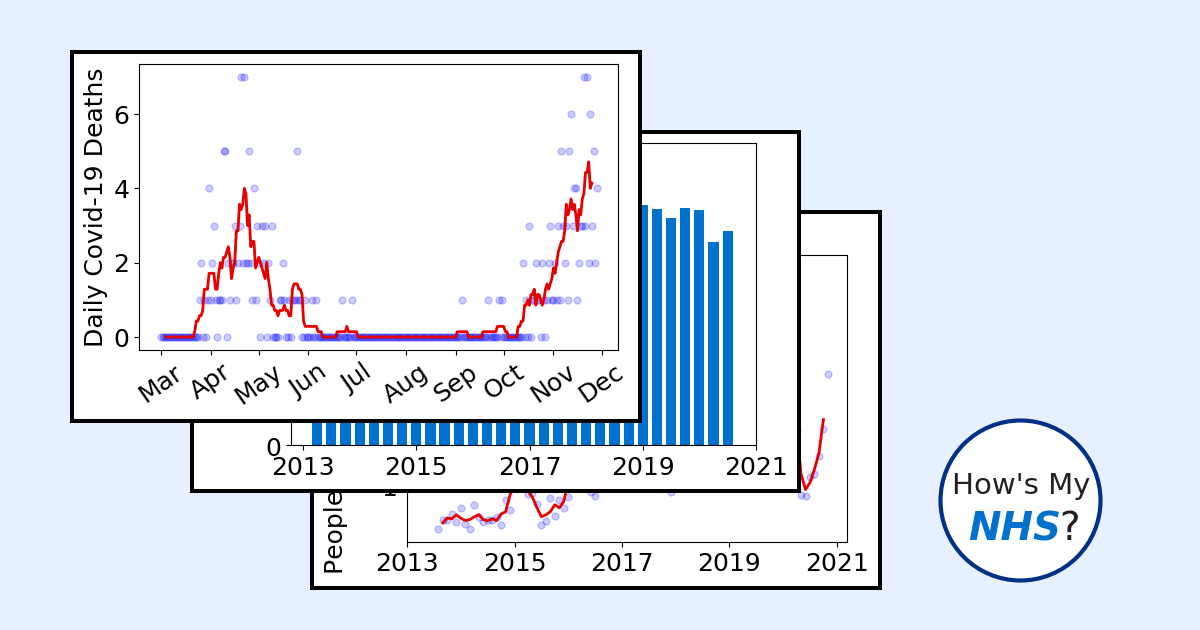 Daily Covid-19 Deaths
6
4
2
0
Mar Apr May Jun Jul Aug Sep Oct Nov Dec
0
2013 2015 2017 2019 2021
People
2013 2015 2017 2019 2021
How's My
NHS?